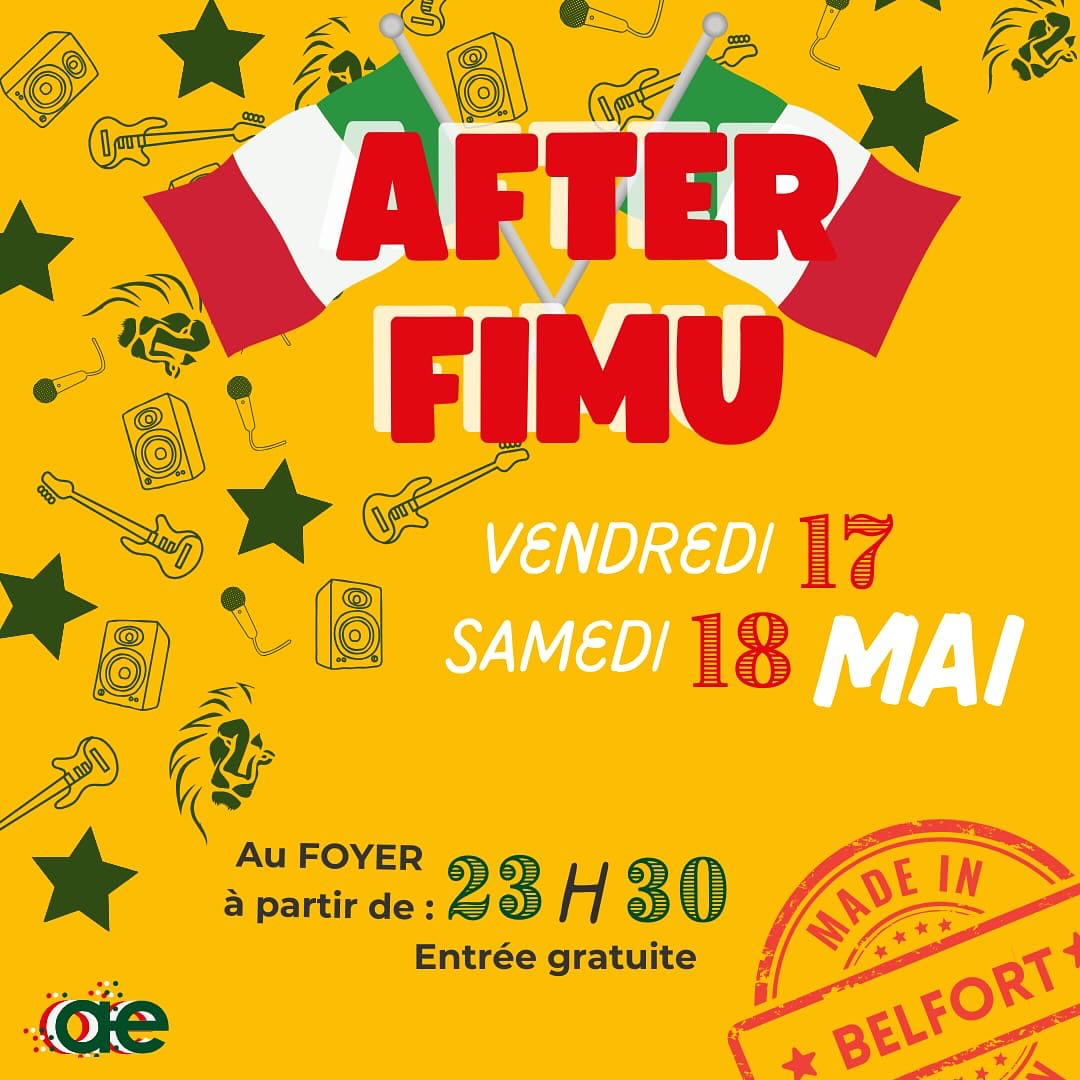 AFTER
FIMU
VENDREDI 17
SAMEDI 18 MAI
Au FOYER
à partir de : 23 H 30
Entrée gratuite
ae
MADE IN
BELFORT